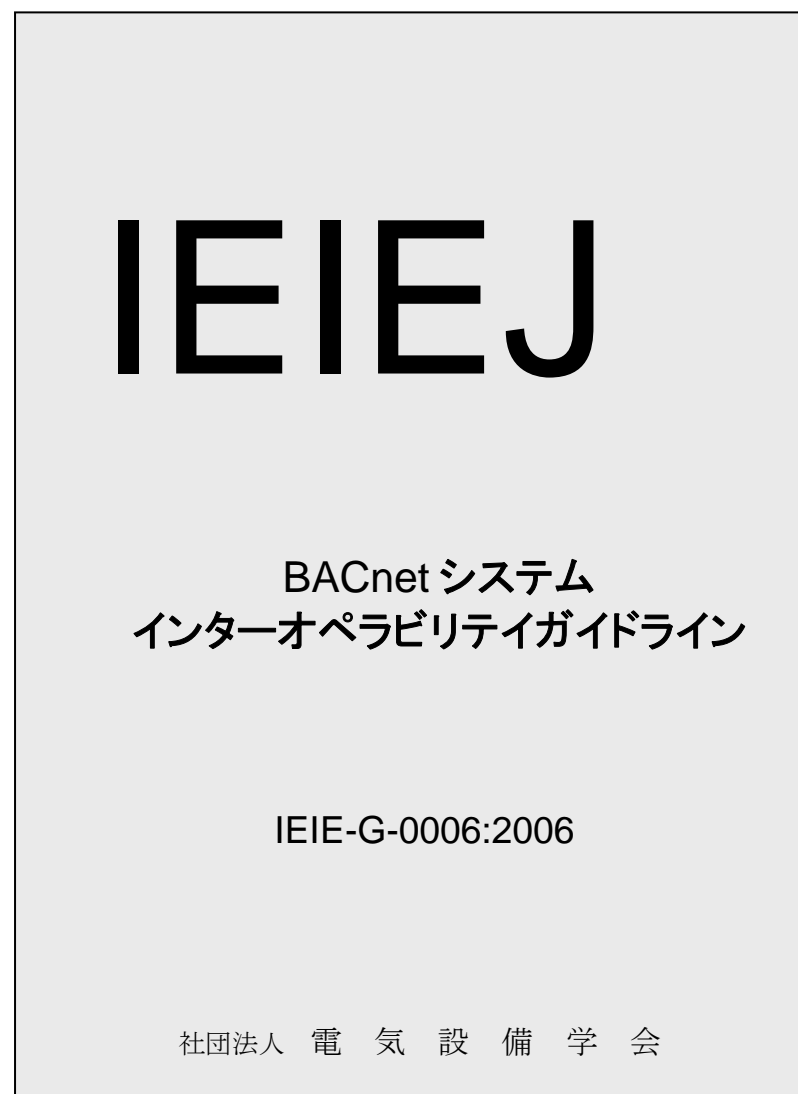 IEIEJ
BACnet システム
インターオペラビリテイガイドライン
IEIE-G-0006:2006
社団法人 電 気 設 備 学 会